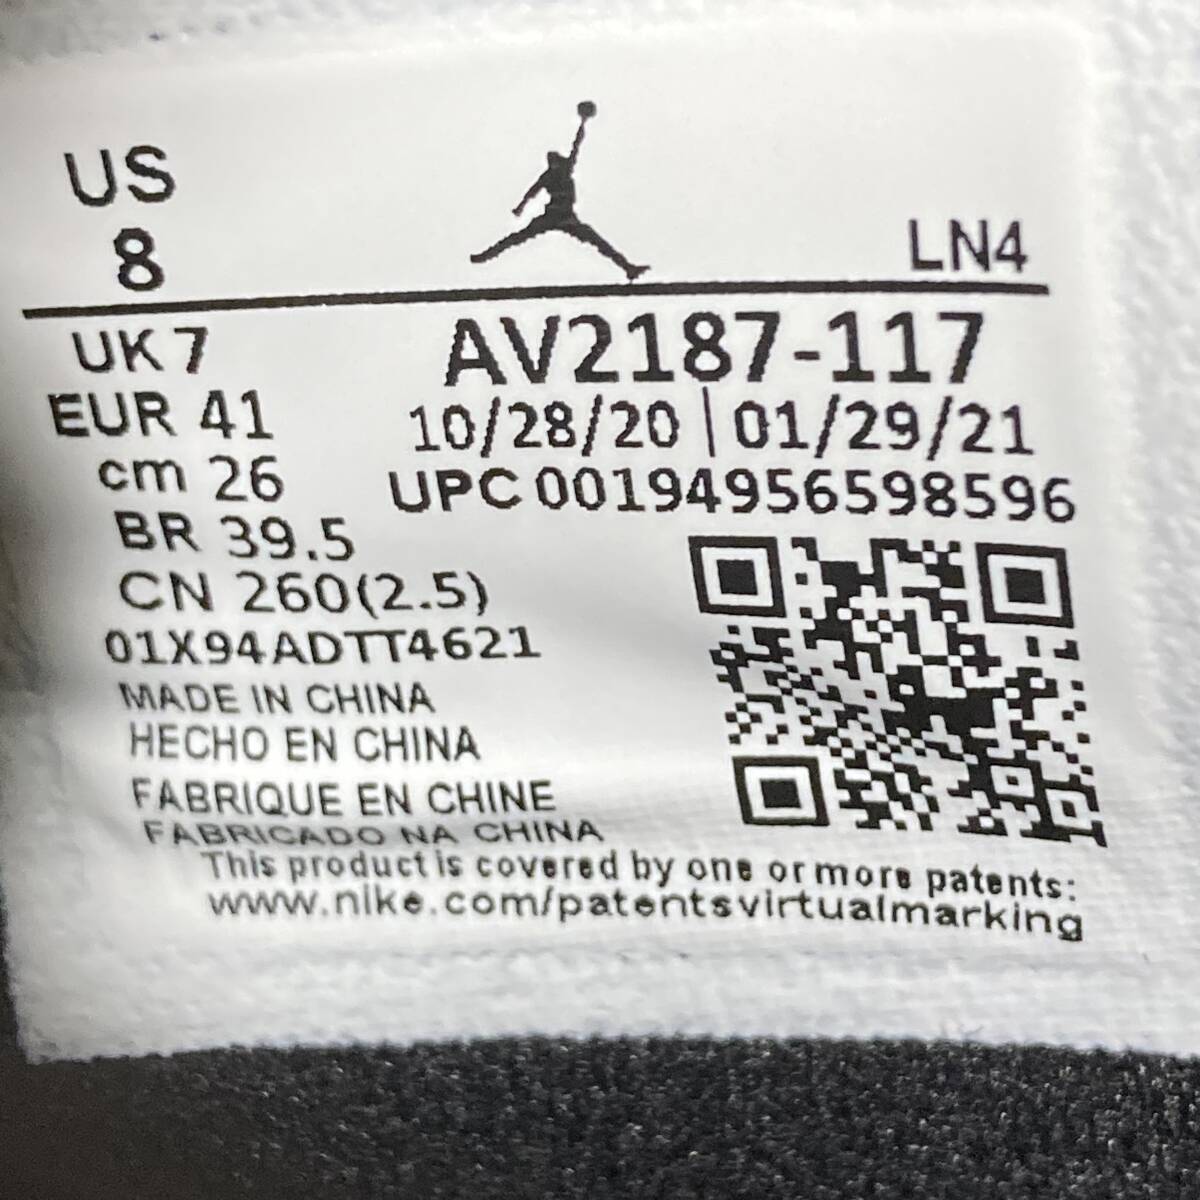 US
8
LN4
UK 7
AV2187-117
EUR 41
10/28/20 | 01/29/21
cm 26
UPC 00194956598596
BR 39.5
CN 260(2.5)
01X94ADTT4621
MADE IN CHINA
HECHO EN CHINA
FABRIQUE EN CHINE
FABRICADO NA CHINA
This product is covered by one or more patents:
www.nike.com/patentsvirtualmarking